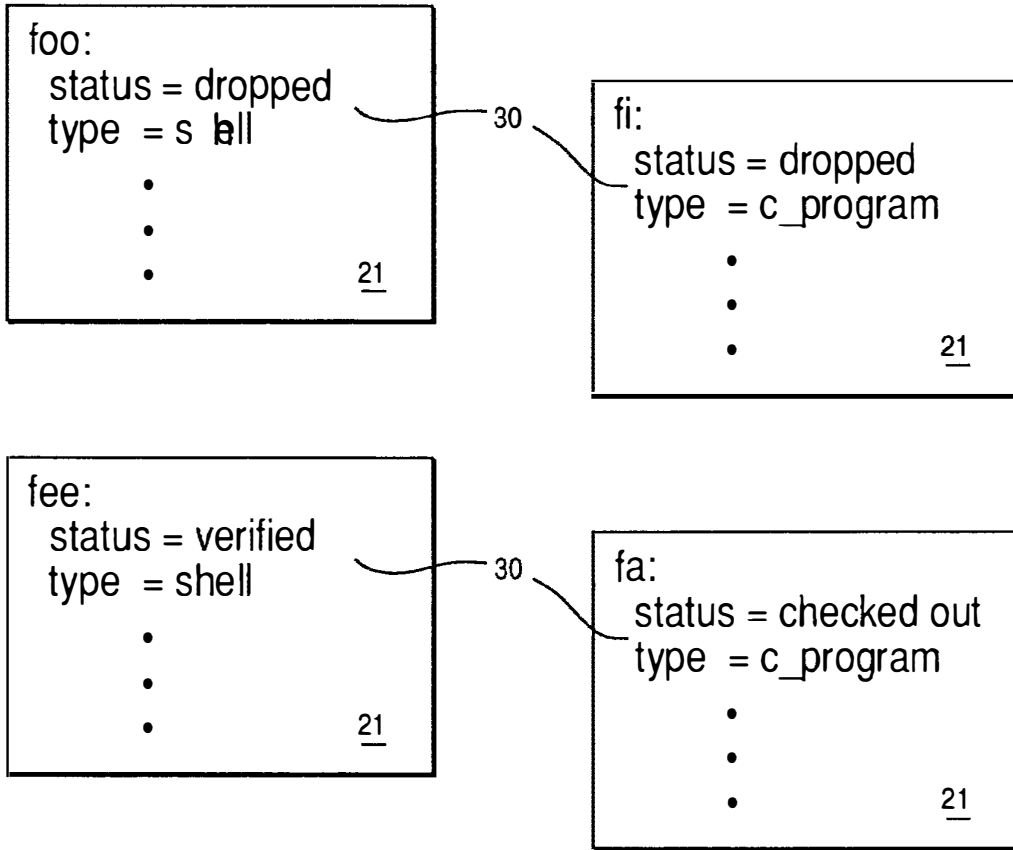 foo:
status = dropped
type = s hell
21
30
fi:
status = dropped
type = c_program
21
fee:
status = verified
type = shell
21
30
fa:
status = checked out
type = c_program
21